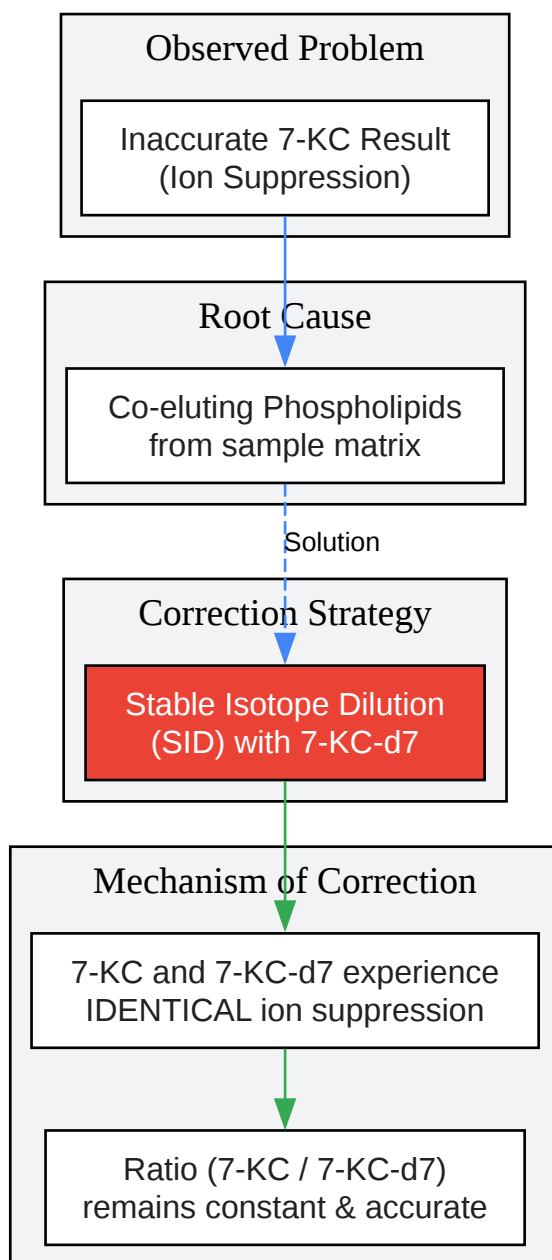 Observed Problem
Inaccurate 7-KC Result
(Ion Suppression)
Root Cause
Co-eluting Phospholipids
from sample matrix
Solution
Correction Strategy
Stable Isotope Dilution
(SID) with 7-KC-d7
Mechanism of Correction
7-KC and 7-KC-d7 experience
IDENTICAL ion suppression
Ratio (7-KC / 7-KC-d7)
remains constant & accurate